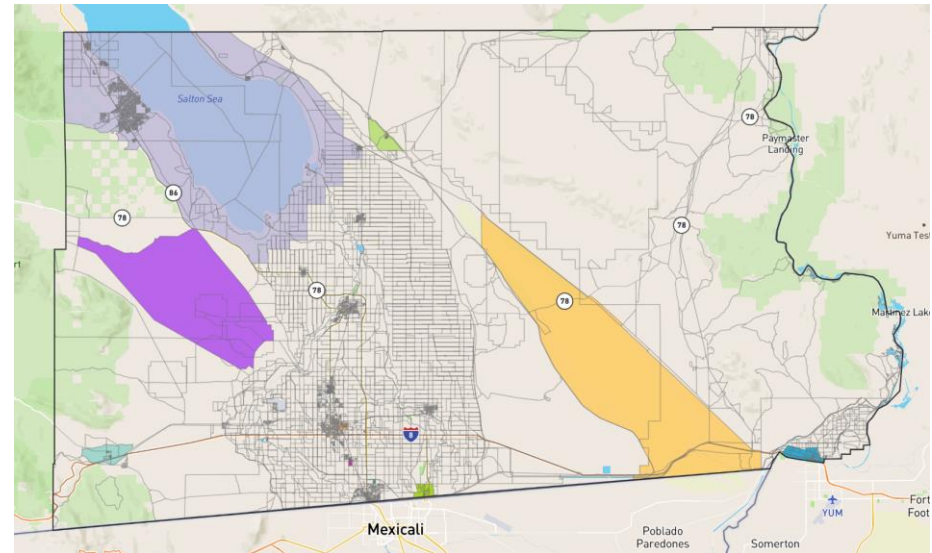 Salton Sea
78
Paymaster
Landing
86
78
78
Yuma Test
78
78
Martinez Lake
8
YUM
Fort
Foot
Mexicali
Poblado
Paredones
Somerton